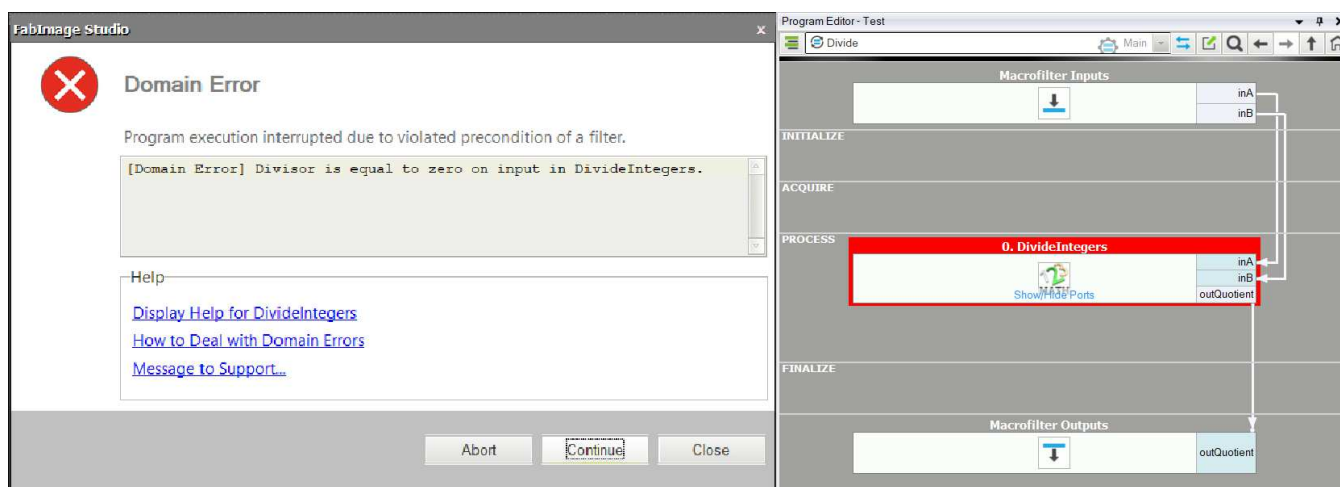 FabImage Studio
x
Domain Error
Program execution interrupted due to violated precondition of a filter.
[Domain Error] Divisor is equal to zero on input in DivideIntegers.
Help
Display Help for DivideIntegers
How to Deal with Domain Errors
Message to Support...
Abort
Continue
Close
Program Editor - Test
Divide
Main
Macrofilter Inputs
inA
inB
INITIALIZE
ACQUIRE
PROCESS
0. DivideIntegers
inA
inB
MATH
Show/Hide Ports
outQuotient
FINALIZE
Macrofilter Outputs
outQuotient